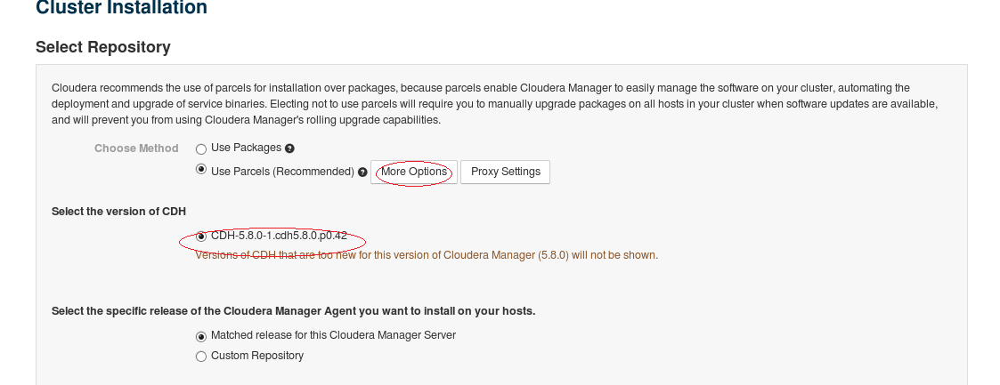 Cluster Installation
Select Repository
Cloudera recommends the use of parcels for installation over packages, because parcels enable Cloudera Manager to easily manage the software on your cluster, automating the
deployment and upgrade of service binaries. Electing not to use parcels will require you to manually upgrade packages on all hosts in your cluster when software updates are available,
and will prevent you from using Cloudera Manager's rolling upgrade capabilities.
Choose Method Use Packages ?
Use Parcels (Recommended) ? More Options Proxy Settings
Select the version of CDH
CDH-5.8.0-1.cdh5.8.0.p0.42
Versions of CDH that are too new for this version of Cloudera Manager (5.8.0) will not be shown.
Select the specific release of the Cloudera Manager Agent you want to install on your hosts.
Matched release for this Cloudera Manager Server
Custom Repository